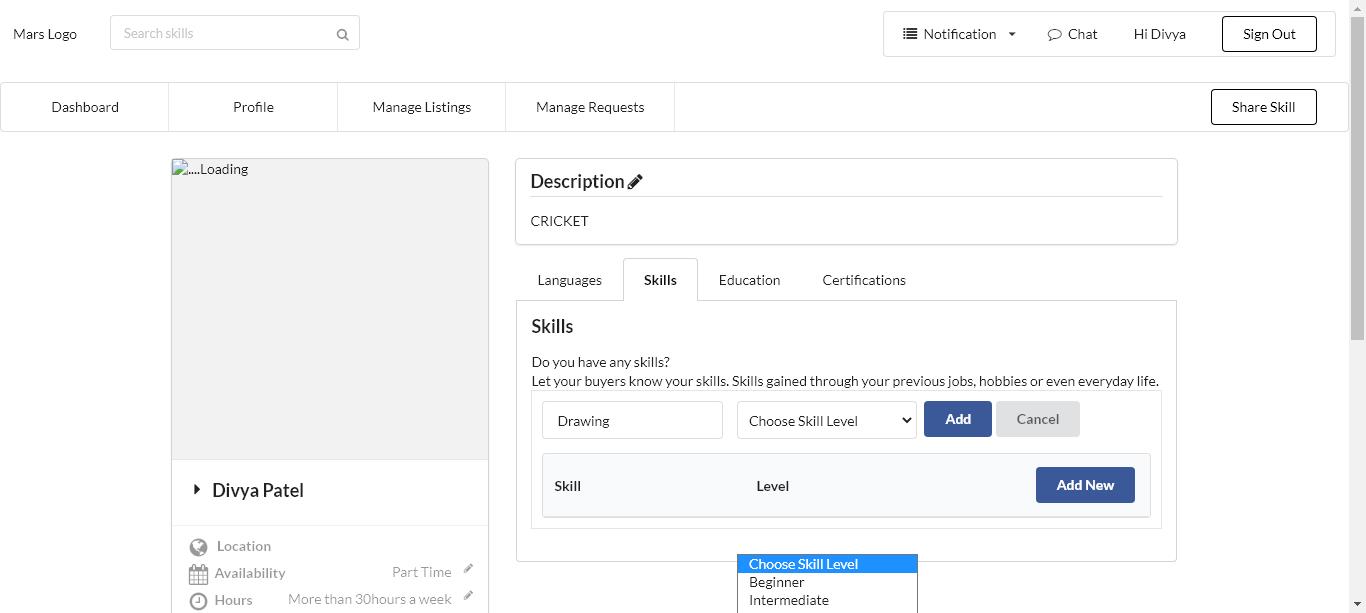 Mars Logo
Search skills
Notification
Chat
Hi Divya
Sign Out
Dashboard
Profile
Manage Listings
Manage Requests
Share Skill
....Loading
Divya Patel
Location
Availability
Part Time
Hours
More than 30hours a week
Description
CRICKET
Languages
Skills
Education
Certifications
Skills
Do you have any skills?
Let your buyers know your skills. Skills gained through your previous jobs, hobbies or even everyday life.
Drawing
Choose Skill Level
Add
Cancel
Skill
Level
Add New
Choose Skill Level
Beginner
Intermediate